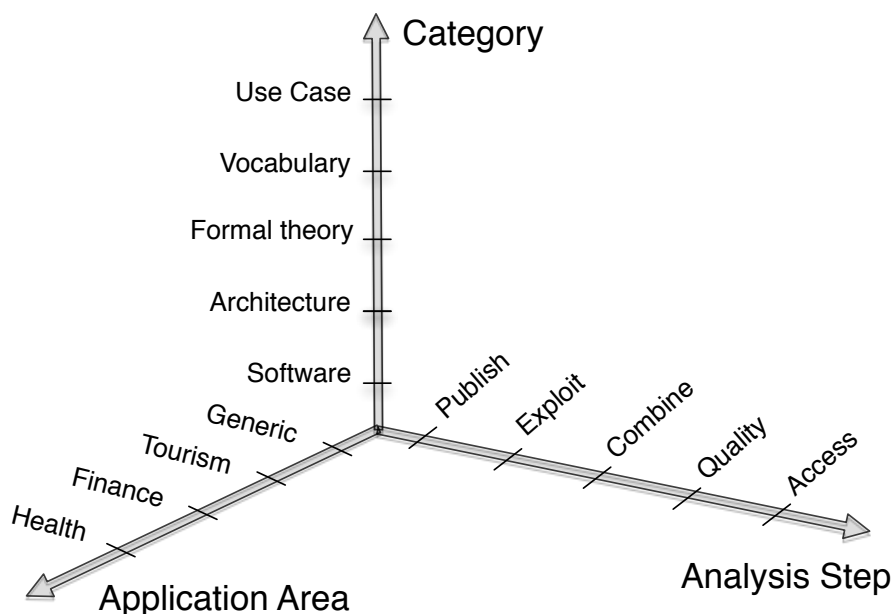 Category
Use Case
Vocabulary
Formal theory
Architecture
Software
Generic
Tourism
Finance
Health
Application Area
Publish
Exploit
Combine
Quality
Access
Analysis Step